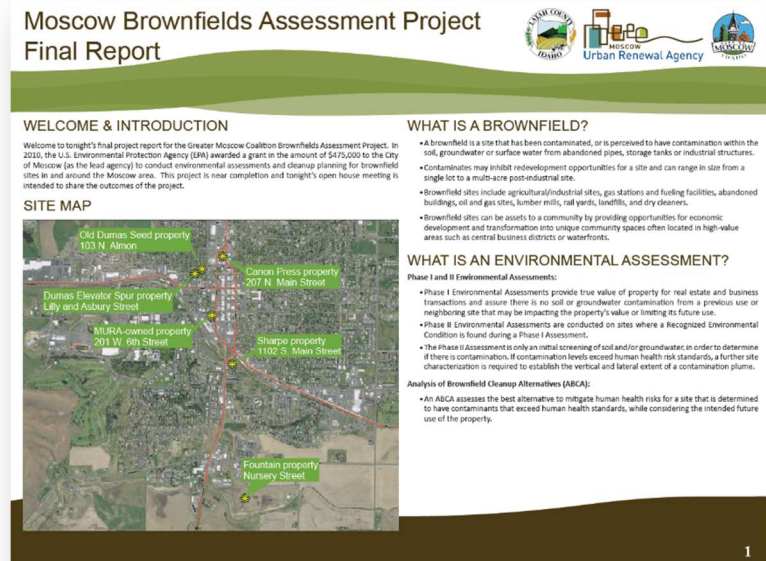 Moscow Brownfields Assessment Project
Final Report
LATAH COUNTY
IDAHO
MOSCOW
Urban Renewal Agency
MOSCOW
WELCOME & INTRODUCTION
Welcome to tonight's final project report for the Greater Moscow Coalition Brownfields Assessment Project. In
2010, the U.S. Environmental Protection Agency (EPA) awarded a grant in the amount of $475,000 to the City
of Moscow (as the lead agency) to conduct environmental assessments and cleanup planning for brownfield
sites in and around the Moscow area. This project is near completion and tonight's open house meeting is
intended to share the outcomes of the project.
SITE MAP
Old Dumas Seed property
103 N. Almon
Canon Press property
207 N. Main Street
Dumas Elevator Spur property
Lilly and Asbury Street
MURA-owned property
201 W. 6th Street
Sharpe property
1102 S. Main Street
Fountain property
Nursery Street
WHAT IS A BROWNFIELD?
• A brownfield is a site that has been contaminated, or is perceived to have contamination within the
soil, groundwater or surface water from abandoned pipes, storage tanks or industrial structures.
• Contaminates may inhibit redevelopment opportunities for a site and can range in size from a
single lot to a multi-acre post-industrial site.
• Brownfield sites include agricultural/industrial sites, gas stations and fueling facilities, abandoned
buildings, oil and gas sites, lumber mills, rail yards, landfills, and dry cleaners.
• Brownfield sites can be assets to a community by providing opportunities for economic
development and transformation into unique community spaces often located in high-value
areas such as central business districts or waterfronts.
WHAT IS AN ENVIRONMENTAL ASSESSMENT?
Phase I and II Environmental Assessments:
• Phase I Environmental Assessments provide true value of property for real estate and business
transactions and assure there is no soil or groundwater contamination from a previous use or
neighboring site that may be impacting the property's value or limiting its future use.
• Phase II Environmental Assessments are conducted on sites where a Recognized Environmental
Condition is found during a Phase I Assessment.
• The Phase II Assessment is only an initial screening of soil and/or groundwater, in order to determine
if there is contamination. If contamination levels exceed human health risk standards, a further site
characterization is required to establish the vertical and lateral extent of a contamination plume.
Analysis of Brownfield Cleanup Alternatives (ABCA):
• An ABCA assesses the best alternative to mitigate human health risks for a site that is determined
to have contaminants that exceed human health standards, while considering the intended future
use of the property.
1